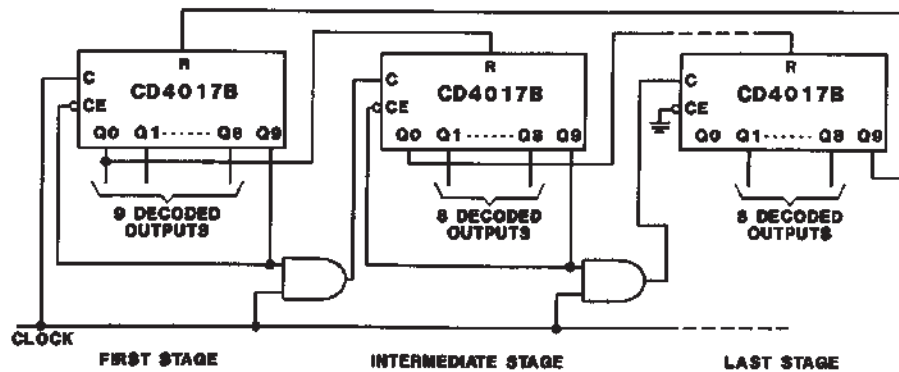 R
C
CD4017B
CE
Q0 Q1 ------ Q8 Q9
9 DECODED
OUTPUTS
R
C
CD4017B
CE
Q0 Q1 ------ Q8 Q9
8 DECODED
OUTPUTS
R
C
CD4017B
CE
Q0 Q1 ------ Q8 Q9
8 DECODED
OUTPUTS
CLOCK
FIRST STAGE
INTERMEDIATE STAGE
LAST STAGE